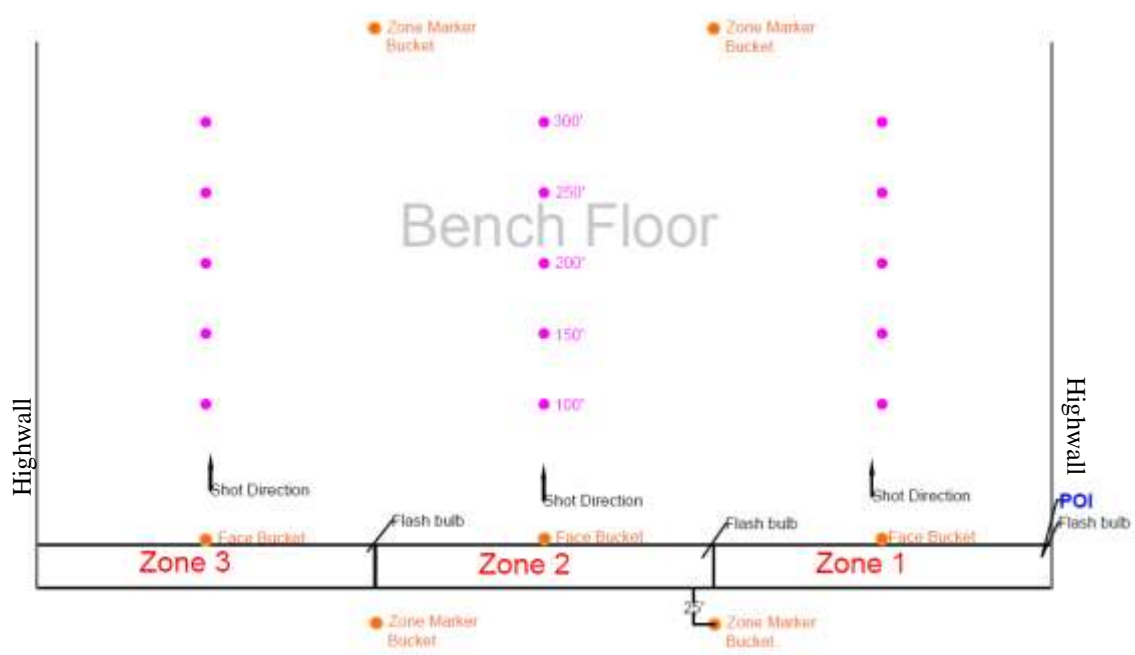 Zone Marker
Bucket
Zone Marker
Bucket
300'
250'
Bench Floor
200'
150'
100'
Highwall
Highwall
Shot Direction
Shot Direction
Shot Direction
POI
Flash bulb
Flash bulb
Flash bulb
Face Bucket
Face Bucket
Face Bucket
Zone 3
Zone 2
Zone 1
25'
Zone Marker
Bucket
Zone Marker
Bucket